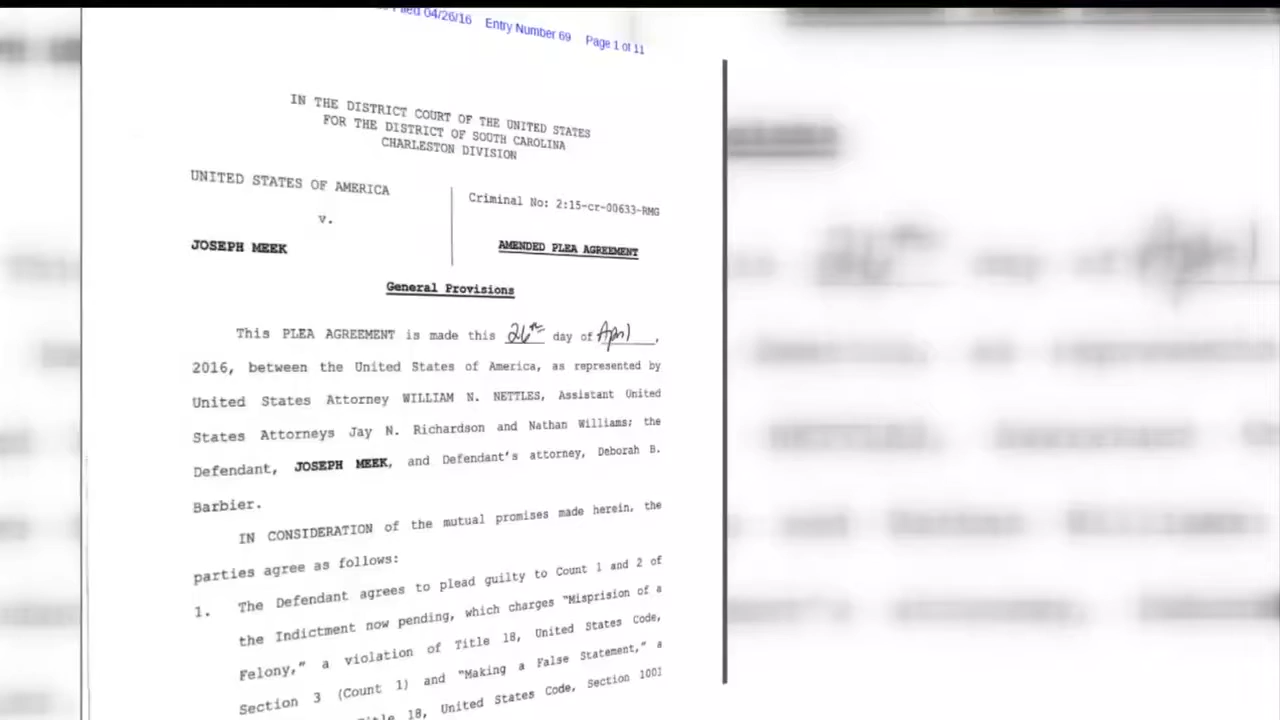 Filed 04/26/16 Entry Number 69 Page 1 of 11
IN THE DISTRICT COURT OF THE UNITED STATES
FOR THE DISTRICT OF SOUTH CAROLINA
CHARLESTON DIVISION
UNITED STATES OF AMERICA
v.
JOSEPH MEEK
Criminal No: 2:15-cr-00633-RMG
AMENDED PLEA AGREEMENT
General Provisions
This PLEA AGREEMENT is made this 26th day of April,
2016, between the United States of America, as represented by
United States Attorney WILLIAM N. NETTLES, Assistant United
States Attorneys Jay N. Richardson and Nathan Williams; the
Defendant, JOSEPH MEEK, and Defendant's attorney, Deborah B.
Barbier.
IN CONSIDERATION of the mutual promises made herein, the
parties agree as follows:
1. The Defendant agrees to plead guilty to Count 1 and 2 of
the Indictment now pending, which charges "Misprision of a
Felony," a violation of Title 18, United States Code,
Section 3 (Count 1) and "Making a False Statement," a
Title 18, United States Code, Section 1001